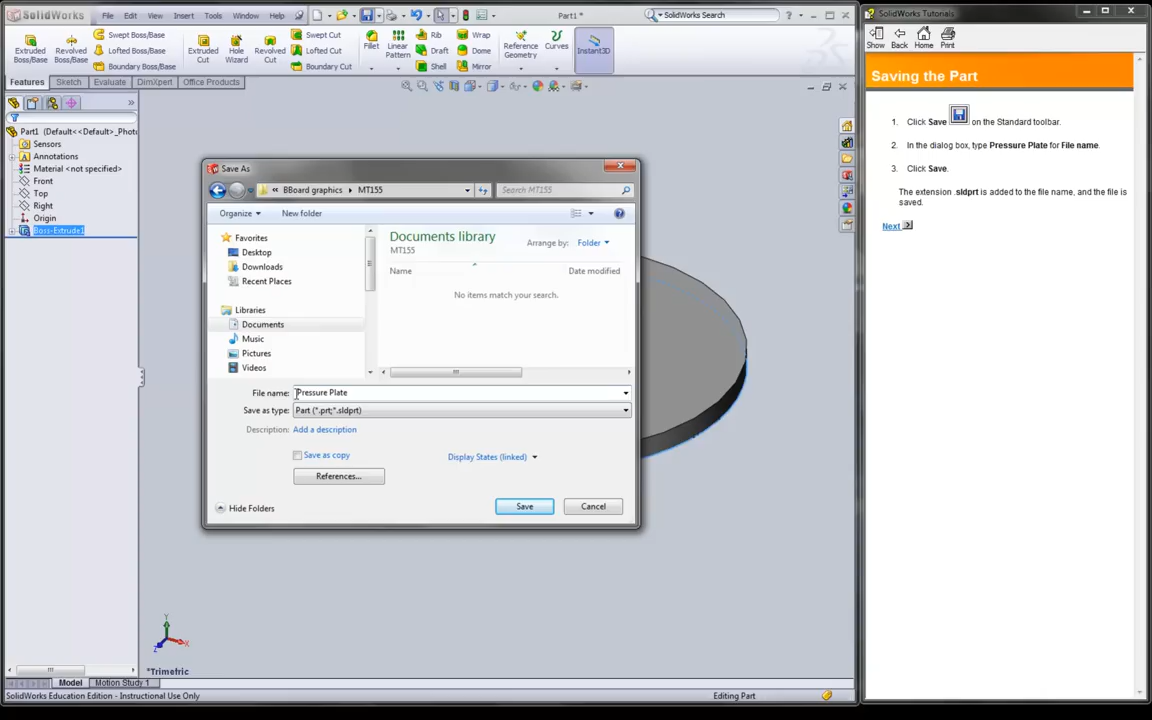 SolidWorks File Edit View Insert Tools Window Help Part1 * SolidWorks Search
Extruded Boss/Base Revolved Boss/Base Swept Boss/Base Lofted Boss/Base Boundary Boss/Base Extruded Cut Hole Wizard Revolved Cut Swept Cut Lofted Cut Boundary Cut Fillet Linear Pattern Rib Draft Shell Wrap Dome Mirror Reference Geometry Curves Instant3D
Features Sketch Evaluate DimXpert Office Products
Part1 (Default<<Default>_Phot
Sensors
Annotations
Material <not specified>
Front
Top
Right
Origin
Boss-Extrude1
Save As
BBoard graphics MT155 Search MT155
Organize New folder
Favorites
Desktop
Downloads
Recent Places
Libraries
Documents
Music
Pictures
Videos
Documents library
MT155
Arrange by: Folder
Name Date modified
No items match your search.
File name: Pressure Plate
Save as type: Part (*.prt;*.sldprt)
Description: Add a description
Save as copy
Display States (linked)
References...
Hide Folders Save Cancel
Y
X
Z
*Trimetric
Model Motion Study 1
SolidWorks Education Edition - Instructional Use Only Editing Part
SolidWorks Tutorials
Show Back Home Print
Saving the Part
1. Click Save on the Standard toolbar.
2. In the dialog box, type Pressure Plate for File name.
3. Click Save.
The extension .sldprt is added to the file name, and the file is
saved.
Next